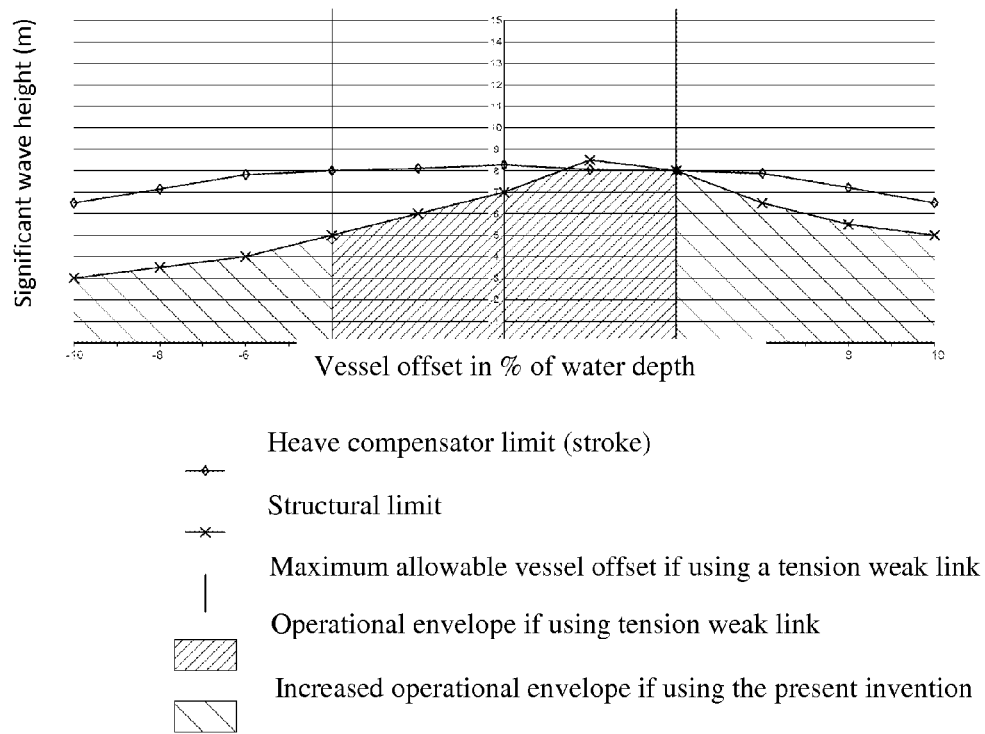 Significant wave height (m)
15
14
13
12
11
10
9
8
7
6
5
4
3
2
-10 -8 -6 8 10
Vessel offset in % of water depth
Heave compensator limit (stroke)
Structural limit
Maximum allowable vessel offset if using a tension weak link
Operational envelope if using tension weak link
Increased operational envelope if using the present invention